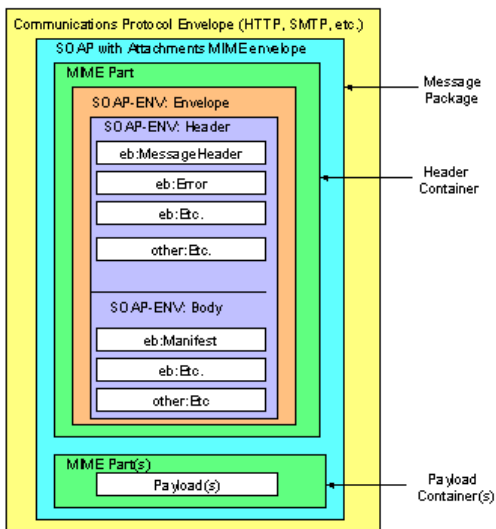 Communications Protocol Envelope (HTTP, SMTP, etc.)
SOAP with Attachments MIME envelope
MIME Part
SOAP-ENV: Envelope
SOAP-ENV: Header
eb:MessageHeader
eb:Error
eb:Etc.
other:Etc.
SOAP-ENV: Body
eb:Manifest
eb:Etc.
other:Etc
MIME Part(s)
Payload(s)
Message
Package
Header
Container
Payload
Container(s)